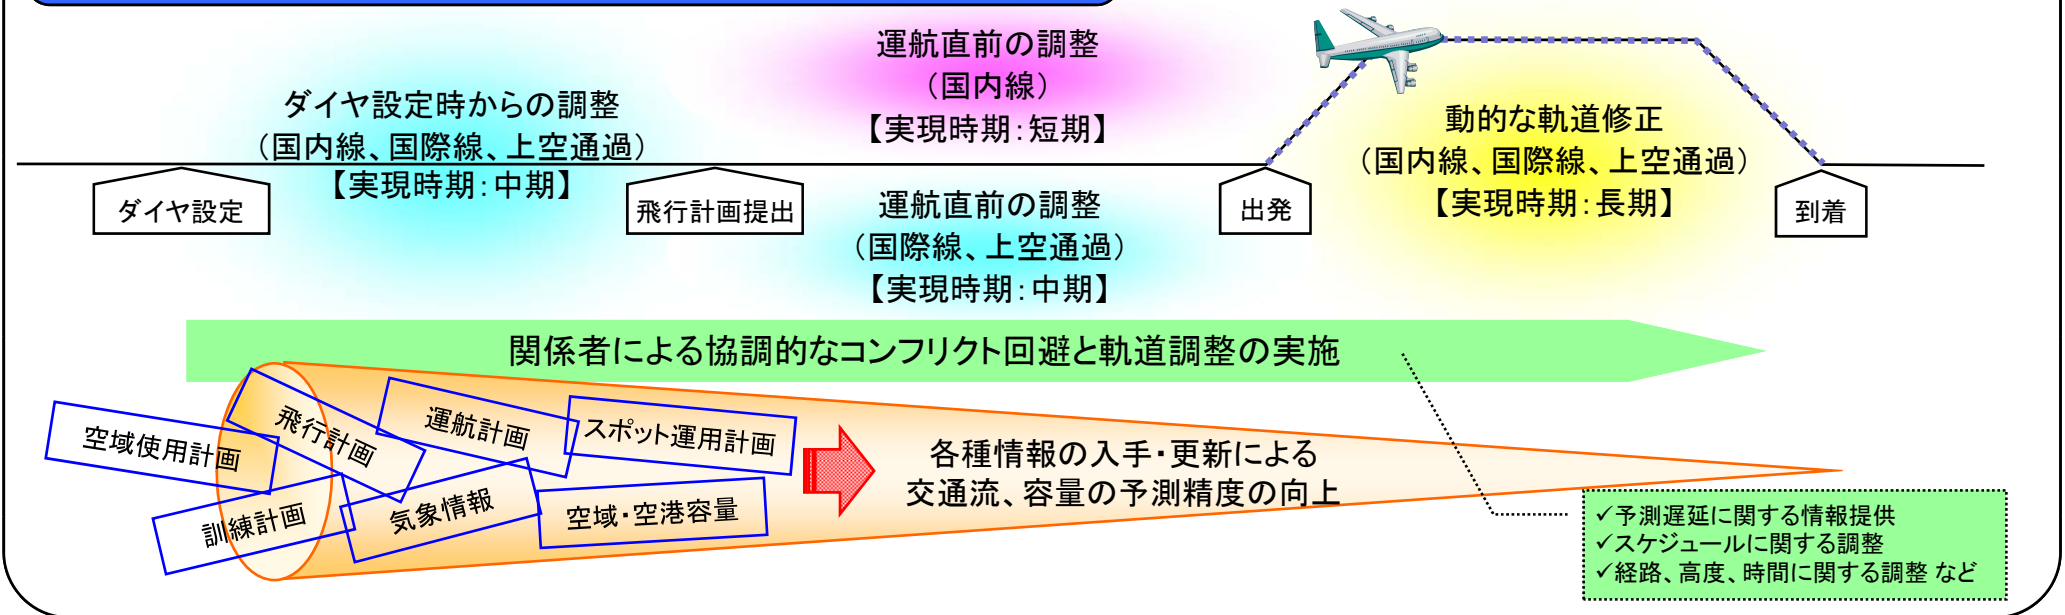 ダイヤ設定時からの調整
（国内線、国際線、上空通過）
【実現時期：中期】
運航直前の調整
（国内線）
【実現時期：短期】
動的な軌道修正
（国内線、国際線、上空通過）
【実現時期：長期】
ダイヤ設定
飛行計画提出
運航直前の調整
（国際線、上空通過）
【実現時期：中期】
出発
到着
関係者による協調的なコンフリクト回避と軌道調整の実施
空域使用計画
飛行計画
運航計画
スポット運用計画
訓練計画
気象情報
空域・空港容量
各種情報の入手・更新による
交通流、容量の予測精度の向上
✓予測遅延に関する情報提供
✓スケジュールに関する調整
✓経路、高度、時間に関する調整 など